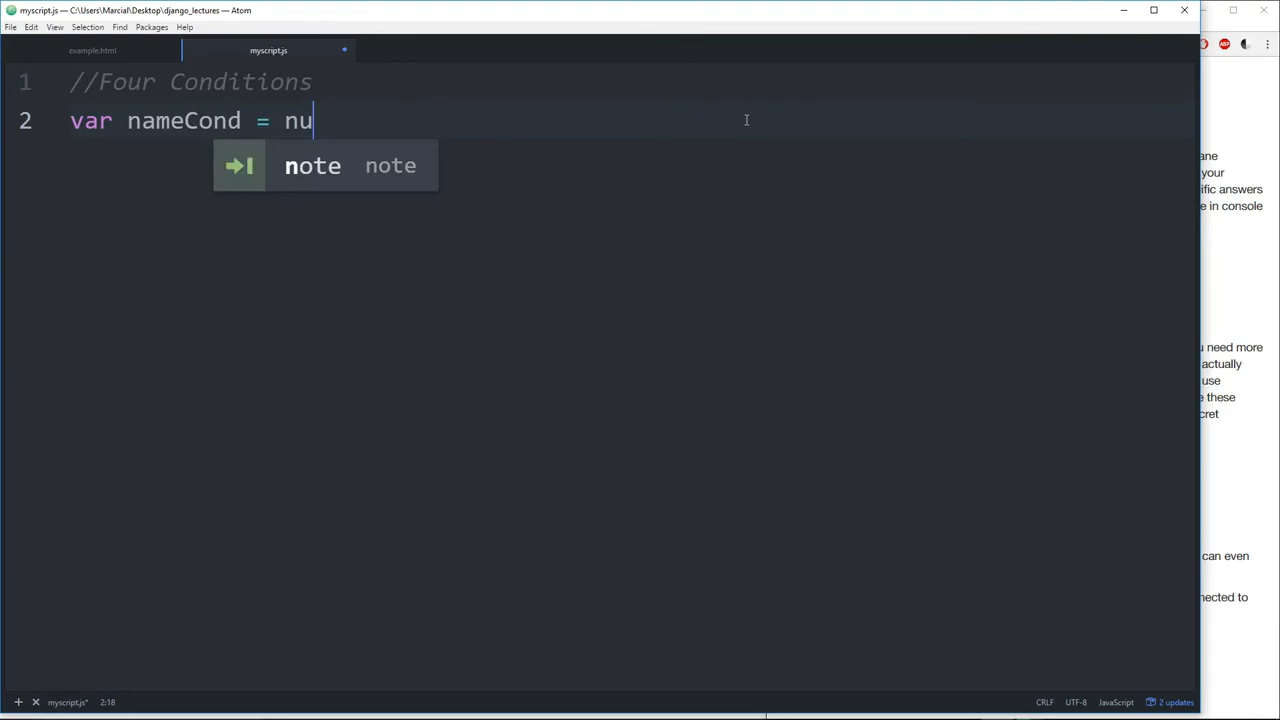 myscript.js — C:\Users\Marcial\Desktop\django_lectures — Atom
File Edit View Selection Find Packages Help
example.html myscript.js
1 //Four Conditions
2 var nameCond = nu
note note
ane
your
ific answers
e in console
u need more
actually
use
e these
cret
can even
nected to
myscript.js* 2:18 CRLF UTF-8 JavaScript 2 updates
ABP